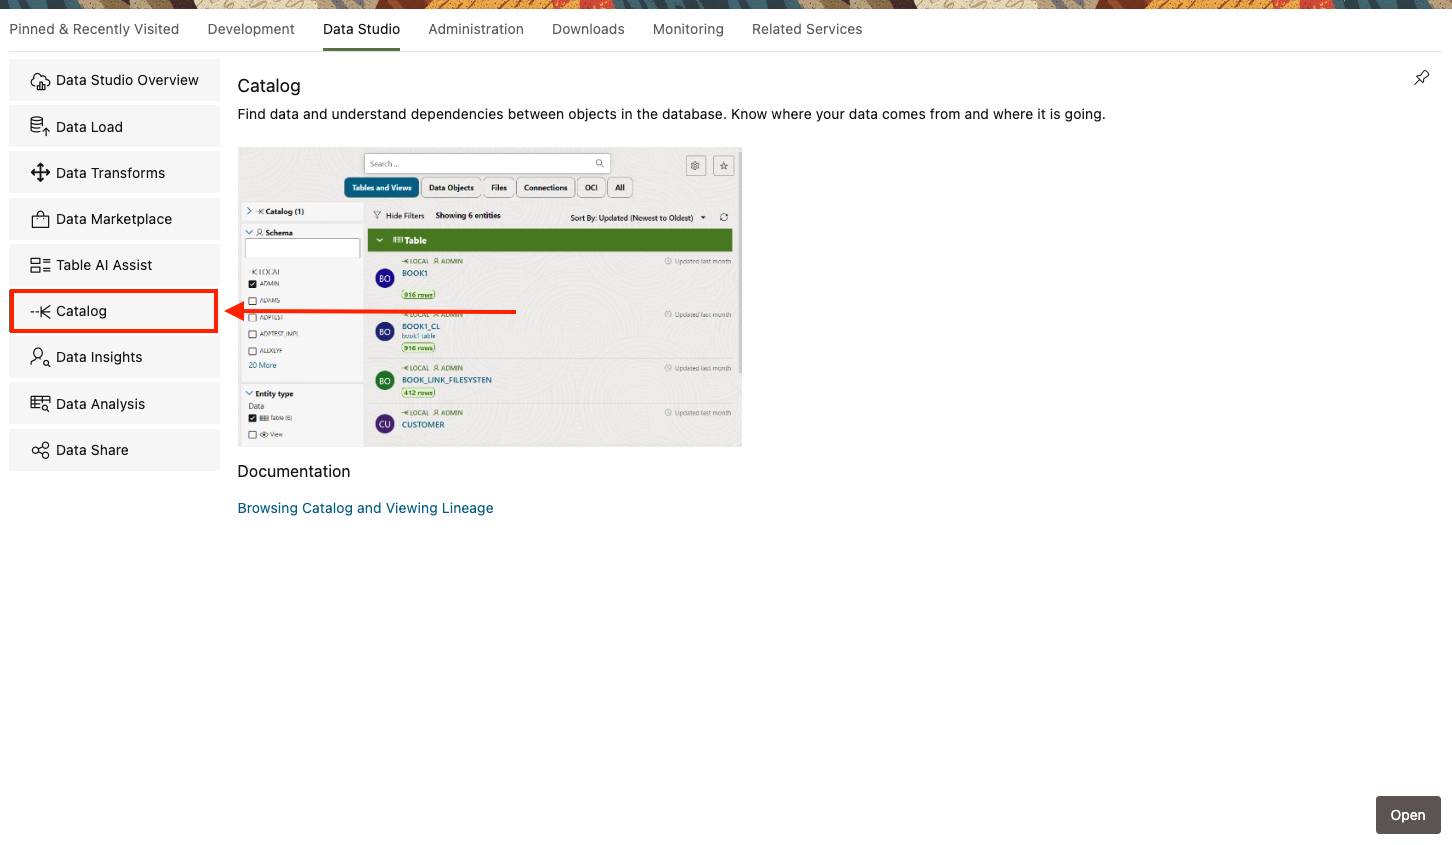 Pinned & Recently Visited Development Data Studio Administration Downloads Monitoring Related Services
Data Studio Overview
Data Load
Data Transforms
Data Marketplace
Table AI Assist
Catalog
Data Insights
Data Analysis
Data Share
Catalog
Find data and understand dependencies between objects in the database. Know where your data comes from and where it is going.
Search ...
Tables and Views Data Objects Files Connections OCI All
Catalog (1)
Schema
LOCAL
ADMIN
ADAMS
ADPTEST
ADPTEST_IMPL
20 More
Entity type
Data
Table (6)
View
Hide Filters Showing 6 entities Sort By: Updated (Newest to Oldest)
Table
LOCAL ADMIN Updated last month
BO BOOK1
916 rows
LOCAL ADMIN Updated last month
BO BOOK1_CL
book1 table
916 rows
LOCAL ADMIN Updated last month
BO BOOK_LINK_FILESYSTEN
412 rows
LOCAL ADMIN Updated last month
CU CUSTOMER
Documentation
Browsing Catalog and Viewing Lineage
Open